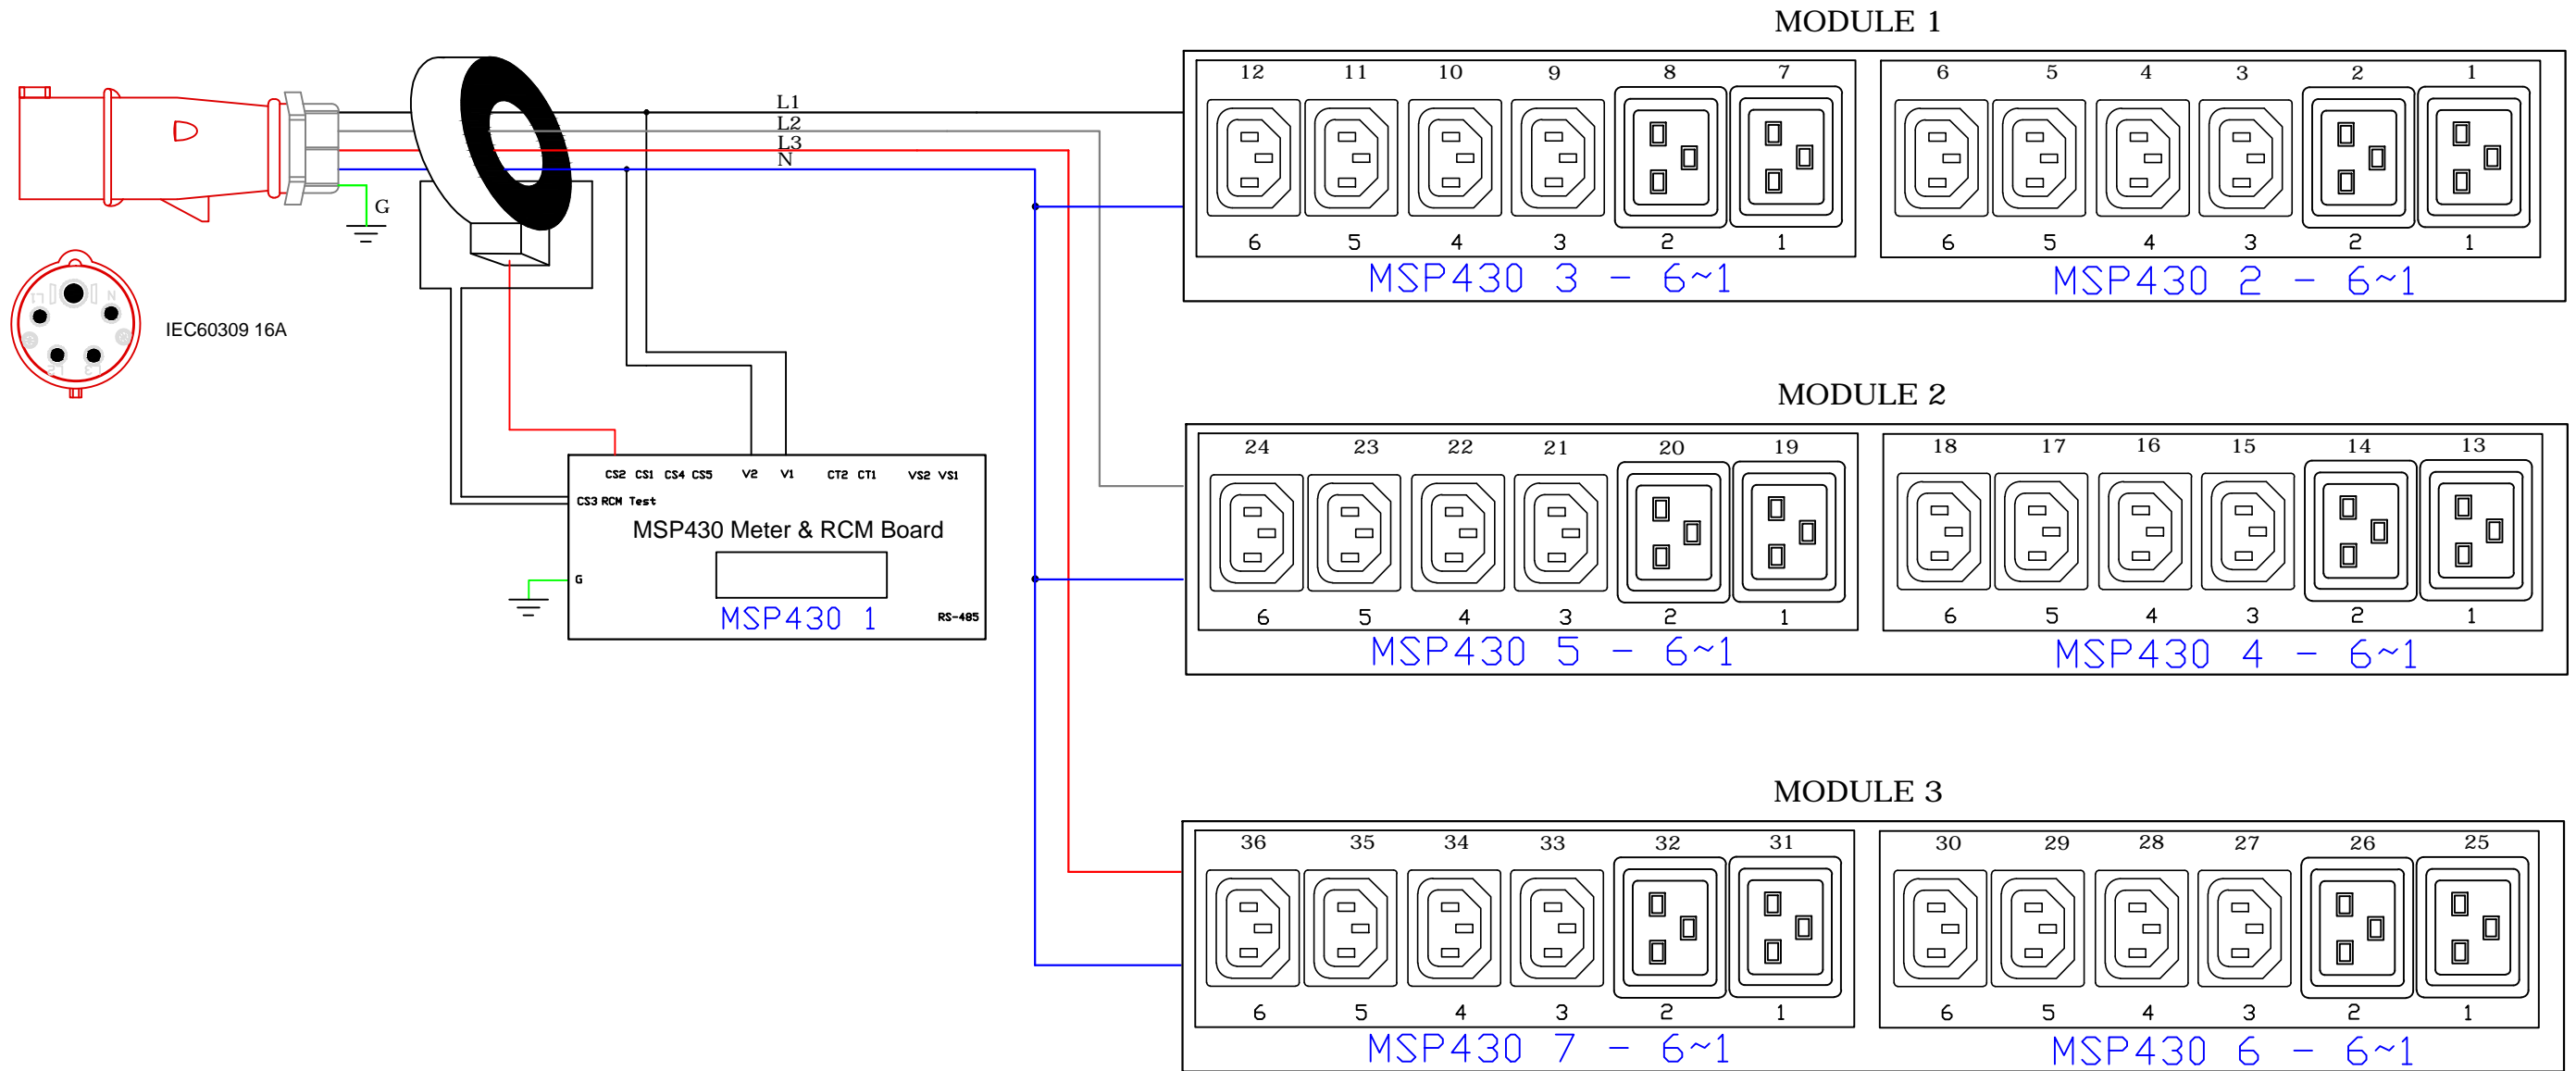 MODULE 1
12 11 10 9 8 7 6 5 4 3 2 1
6 5 4 3 2 1 6 5 4 3 2 1
MSP430 3 - 6~1 MSP430 2 - 6~1
L1
L2
L3
N
G
L1 N
L2 L3
IEC60309 16A
MODULE 2
24 23 22 21 20 19 18 17 16 15 14 13
6 5 4 3 2 1 6 5 4 3 2 1
MSP430 5 - 6~1 MSP430 4 - 6~1
CS2 CS1 CS4 CS5 V2 V1 CT2 CT1 VS2 VS1
CS3 RCM Test
MSP430 Meter & RCM Board
G
MSP430 1
RS-485
MODULE 3
36 35 34 33 32 31 30 29 28 27 26 25
6 5 4 3 2 1 6 5 4 3 2 1
MSP430 7 - 6~1 MSP430 6 - 6~1